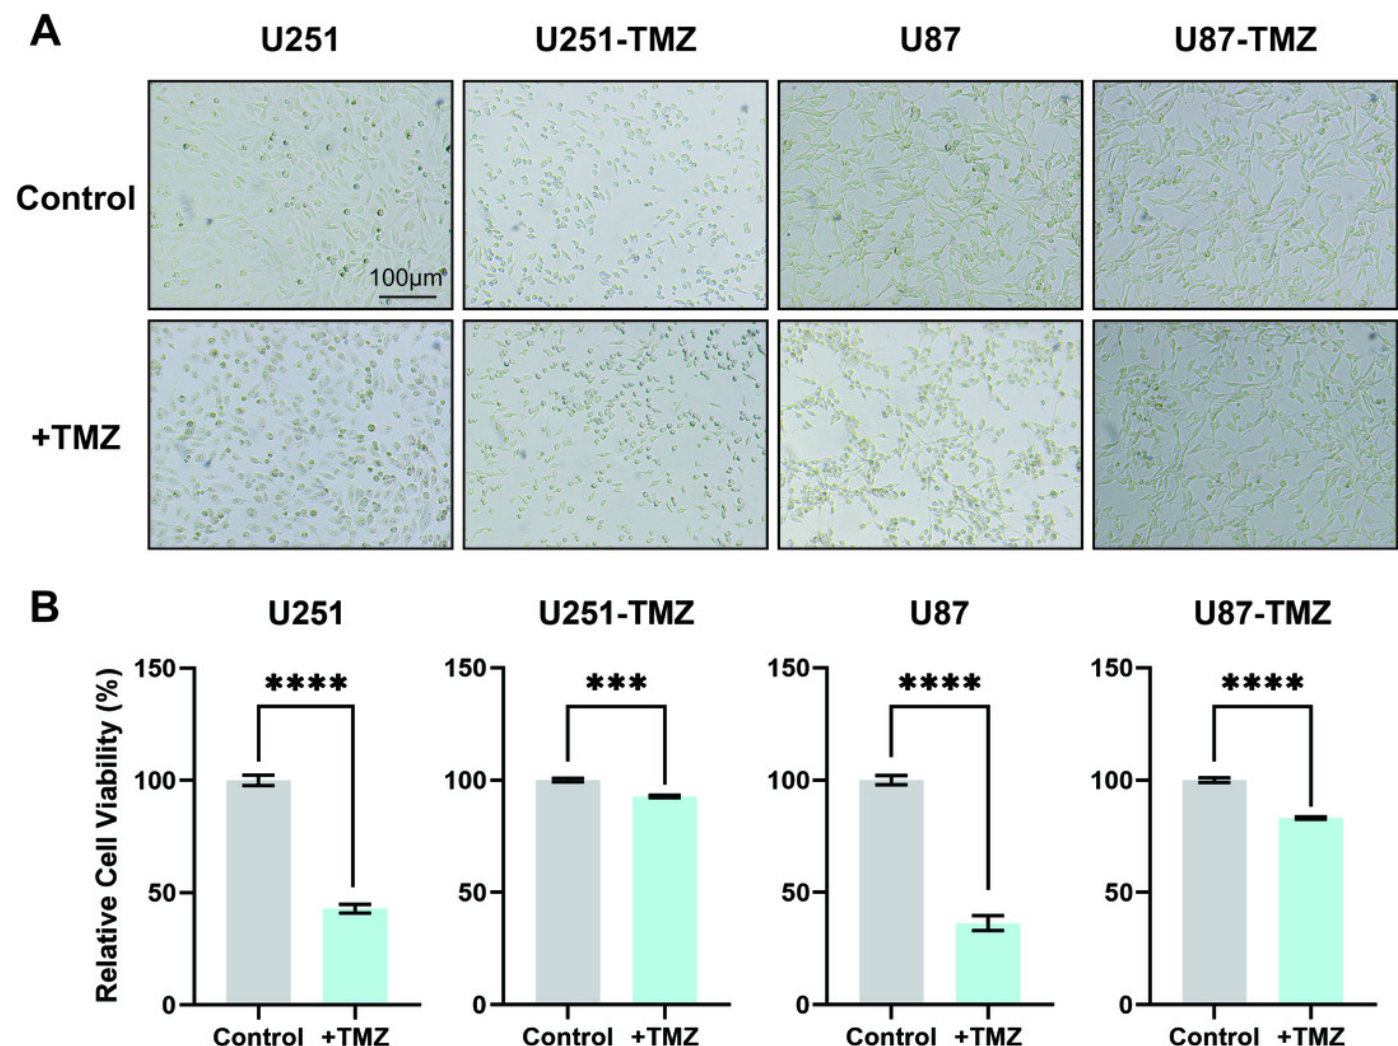 A
U251 U251-TMZ U87 U87-TMZ
Control
100μm
+TMZ
B
U251 U251-TMZ U87 U87-TMZ
Relative Cell Viability (%)
150 150 150 150
**** *** **** ****
100 100 100 100
50 50 50 50
0 0 0 0
Control +TMZ Control +TMZ Control +TMZ Control +TMZ